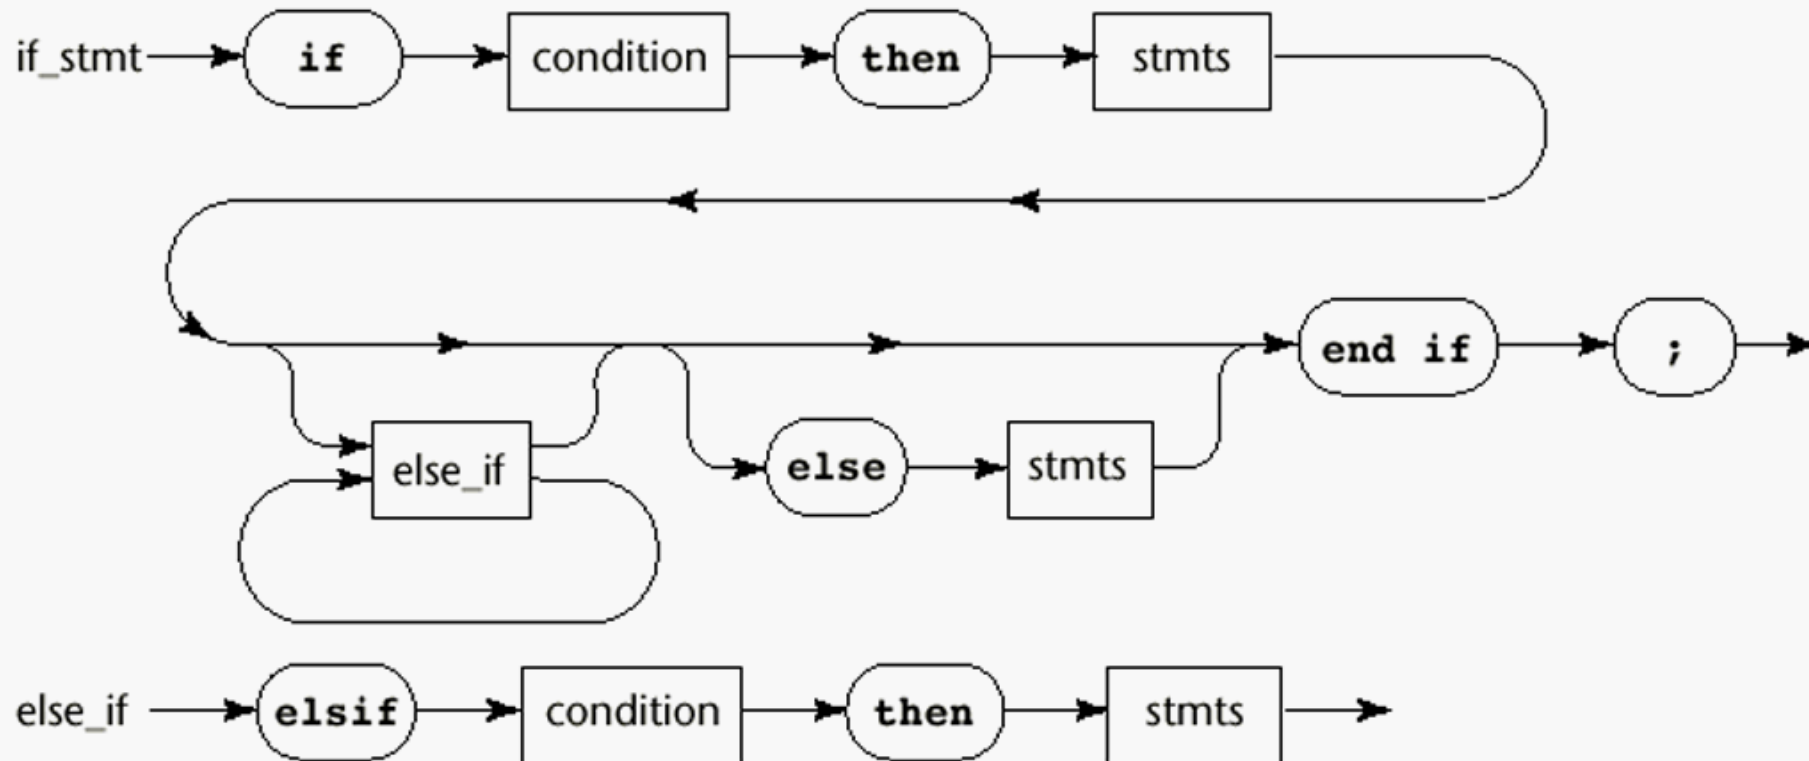 if_stmt if condition then stmts
end if ;
else_if else stmts
else_if elsif condition then stmts